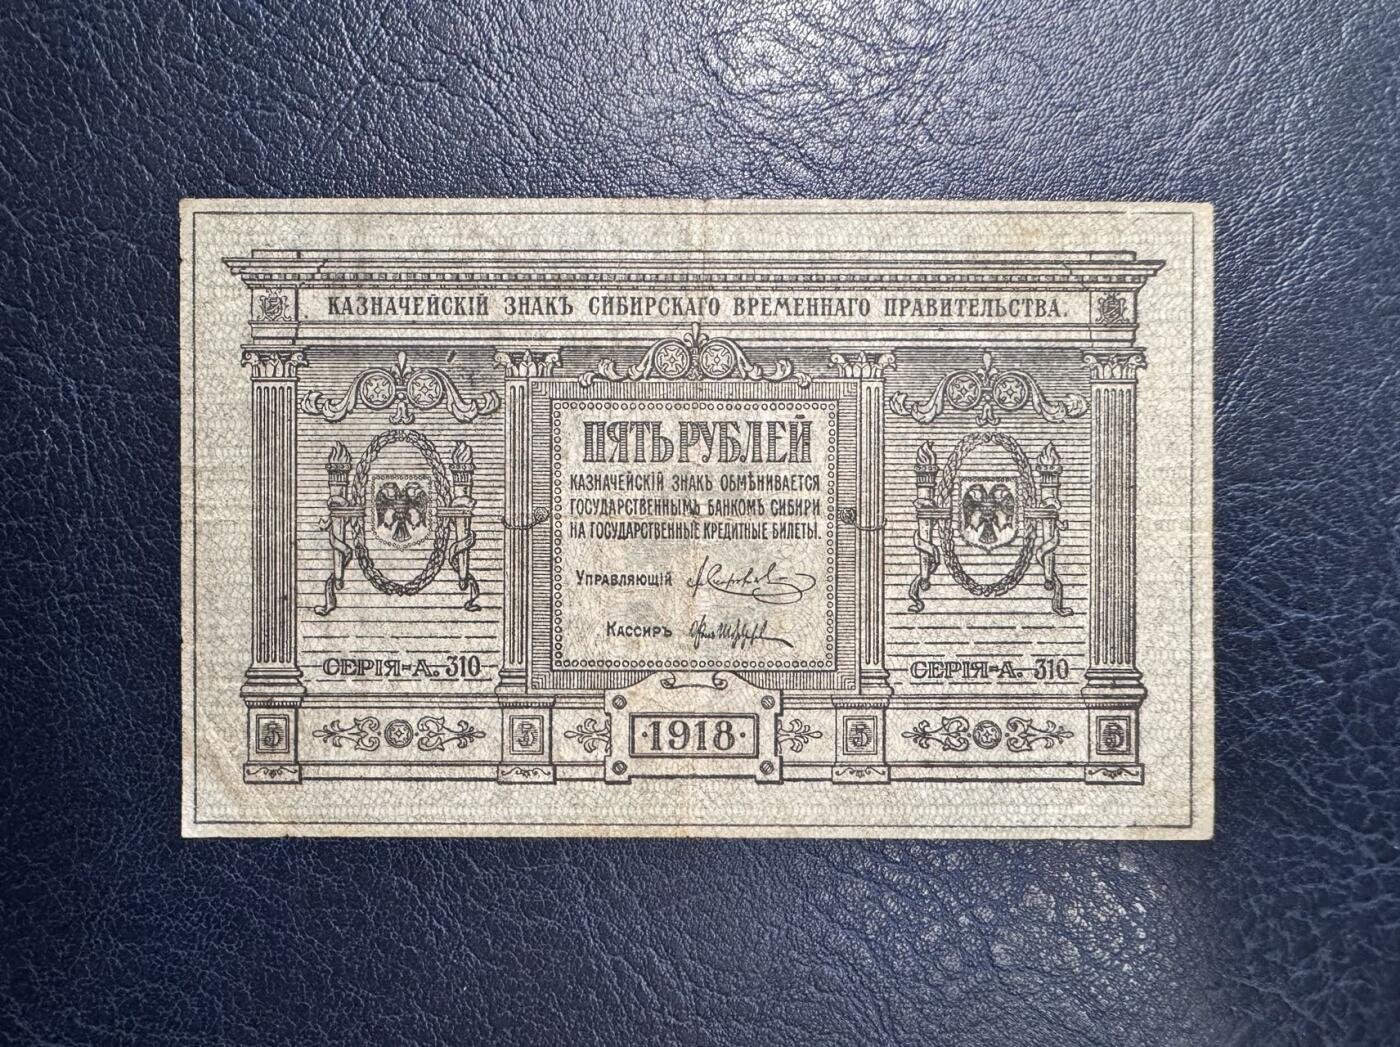 КАЗНАЧЕЙСКІЙ ЗНАКЪ СИБИРСКАГО ВРЕМЕННАГО ПРАВИТЕЛЬСТВА.
ПЯТЬ РУБЛЕЙ
КАЗНАЧЕЙСКІЙ ЗНАКЪ ОБМѢНИВАЕТСЯ
ГОСУДАРСТВЕННЫМЪ БАНКОМЪ СИБИРИ
НА ГОСУДАРСТВЕННЫЕ КРЕДИТНЫЕ БИЛЕТЫ.
УПРАВЛЯЮЩІЙ
КАССИРЪ
СЕРІЯ-А. 310 СЕРІЯ-А. 310
5 5 ·1918· 5 5